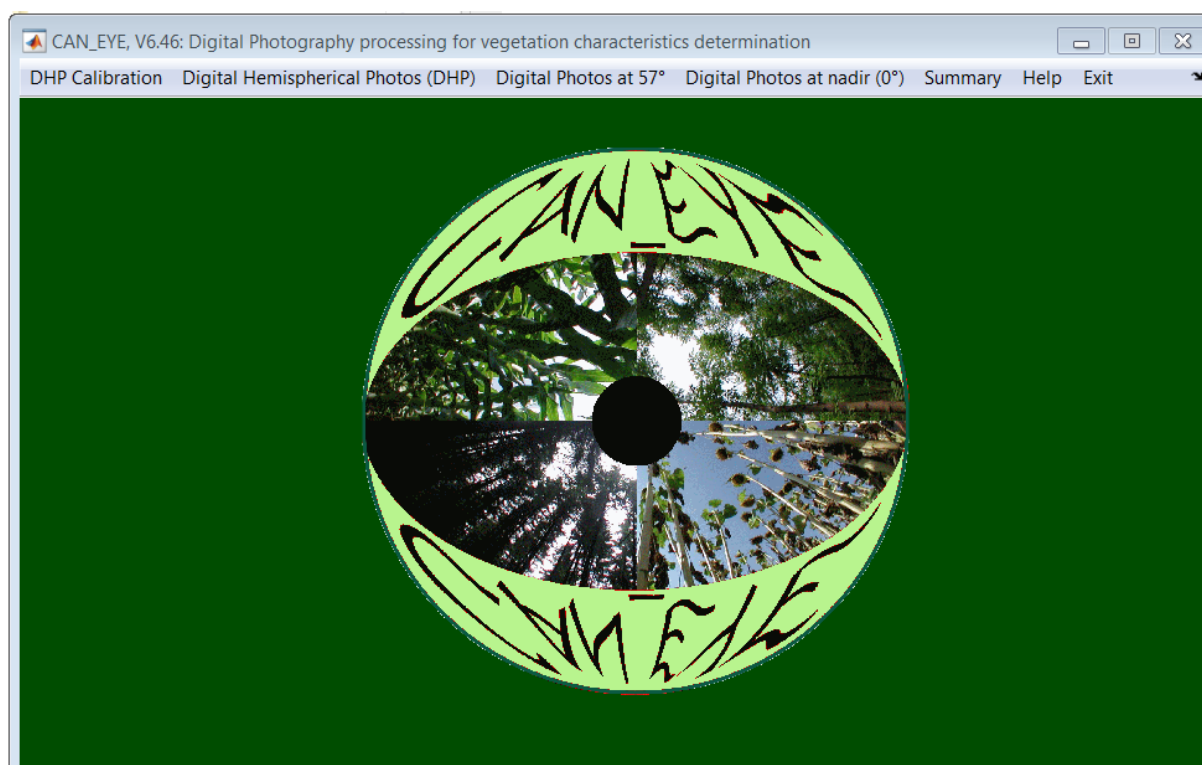 CAN_EYE, V6.46: Digital Photography processing for vegetation characteristics determination
DHP Calibration Digital Hemispherical Photos (DHP) Digital Photos at 57° Digital Photos at nadir (0°) Summary Help Exit
CAN_EYE
CAN_EYE